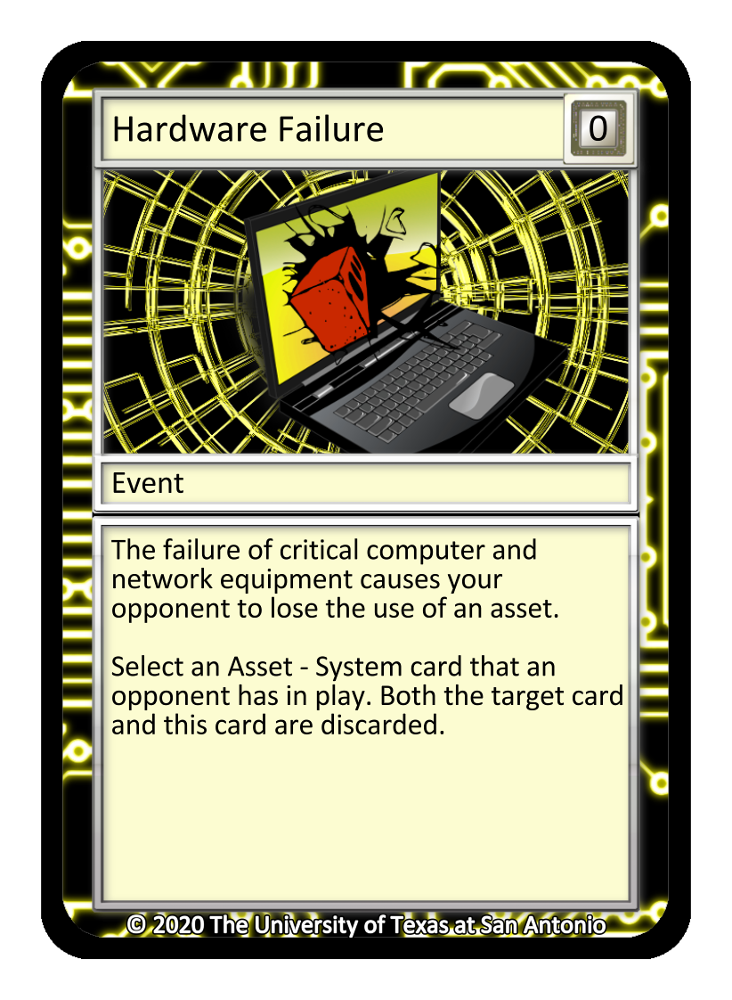 Hardware Failure
0
Event
The failure of critical computer and
network equipment causes your
opponent to lose the use of an asset.
Select an Asset - System card that an
opponent has in play. Both the target card
and this card are discarded.
© 2020 The University of Texas at San Antonio